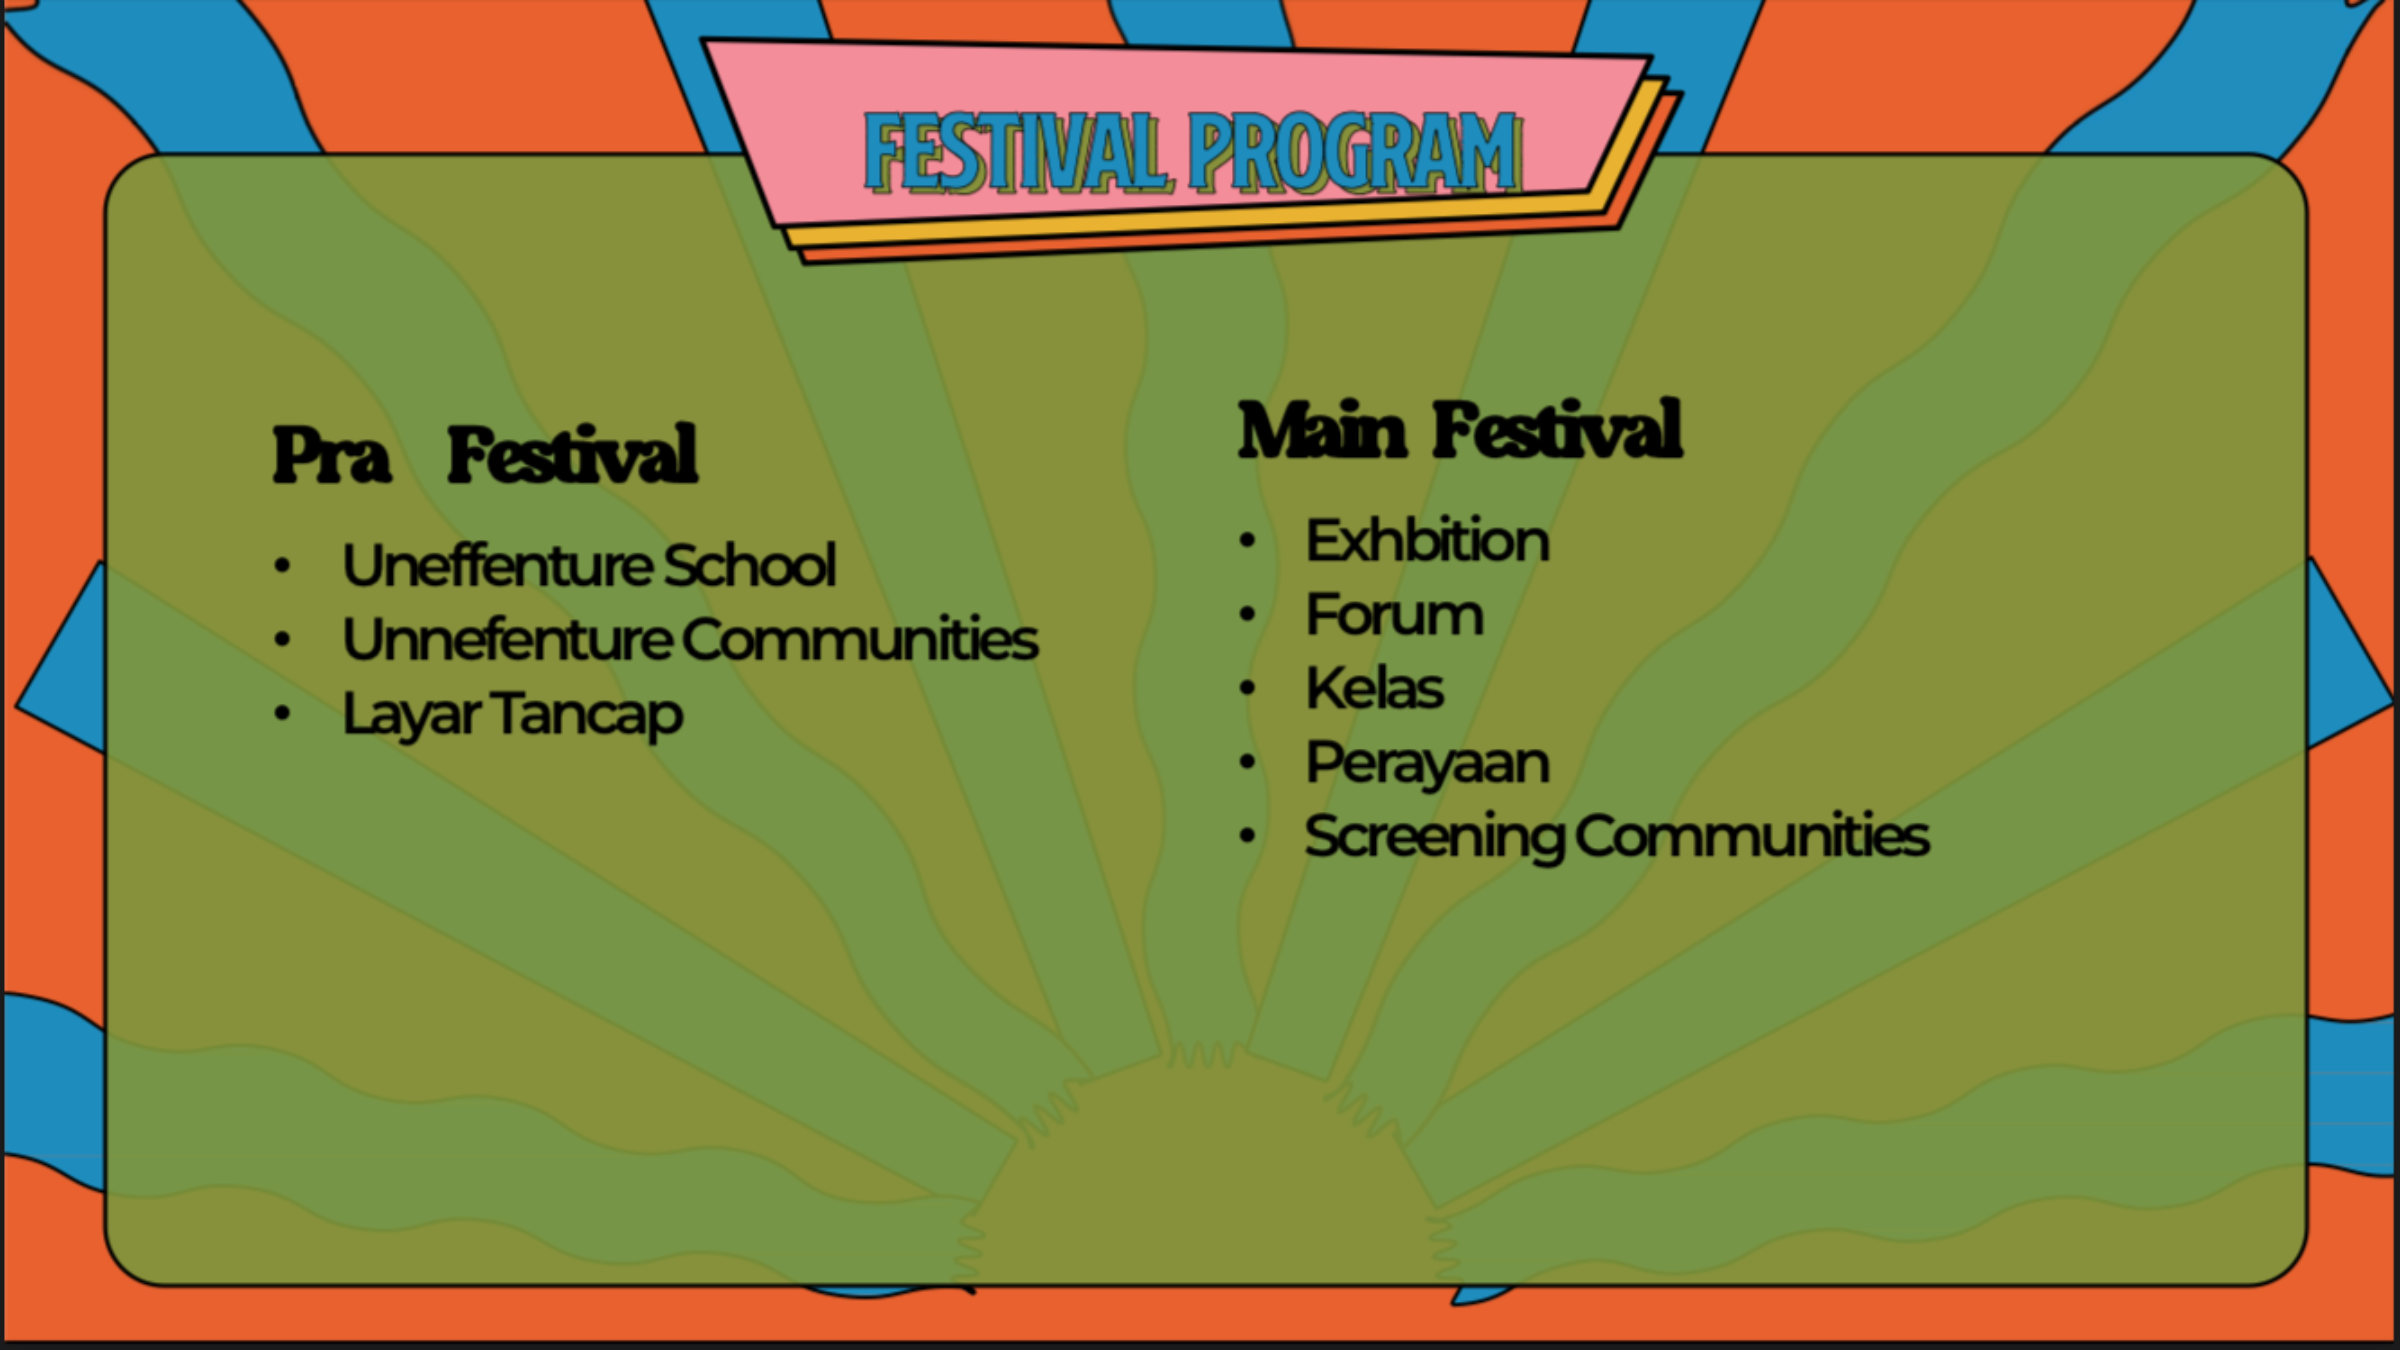 FESTIVAL PROGRAM
Pra Festival
• Uneffenture School
• Unnefenture Communities
• Layar Tancap
Main Festival
• Exhbition
• Forum
• Kelas
• Perayaan
• Screening Communities